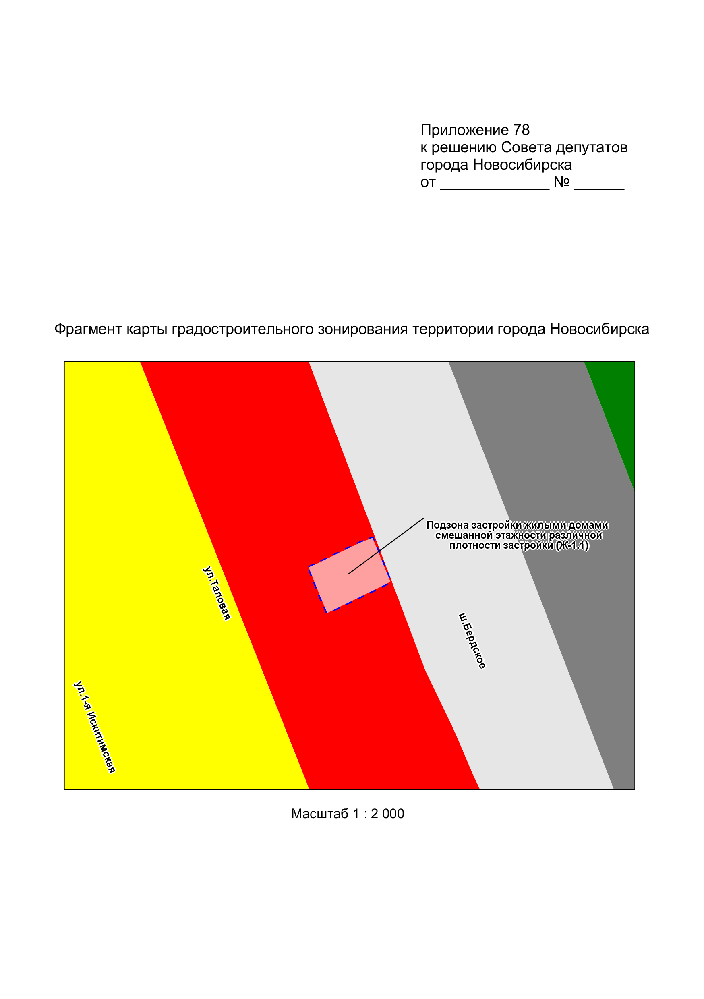 Приложение 78
к решению Совета депутатов
города Новосибирска
от _____________ № ______
Фрагмент карты градостроительного зонирования территории города Новосибирска
Подзона застройки жилыми домами
смешанной этажности различной
плотности застройки (Ж-1.1)
ул.Таловая
ш.Бердское
ул.1-я Искитимская
Масштаб 1 : 2 000